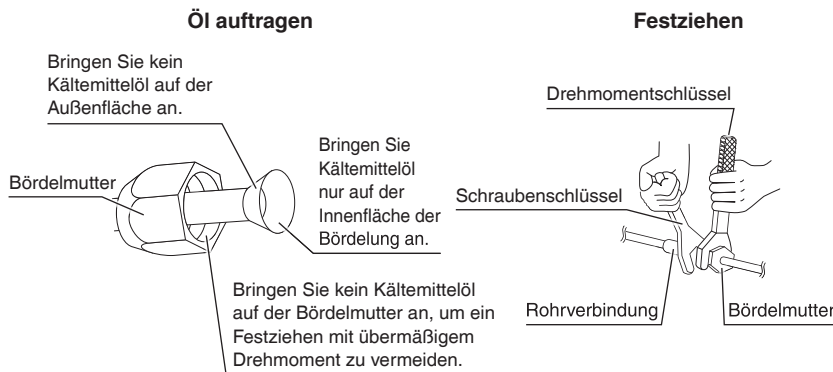 Öl auftragen
Bringen Sie kein
Kältemittelöl auf der
Außenfläche an.
Bördelmutter
Bringen Sie
Kältemittelöl
nur auf der
Innenfläche der
Bördelung an.
Bringen Sie kein Kältemittelöl
auf der Bördelmutter an, um ein
Festziehen mit übermäßigem
Drehmoment zu vermeiden.
Festziehen
Drehmomentschlüssel
Schraubenschlüssel
Rohrverbindung
Bördelmutter